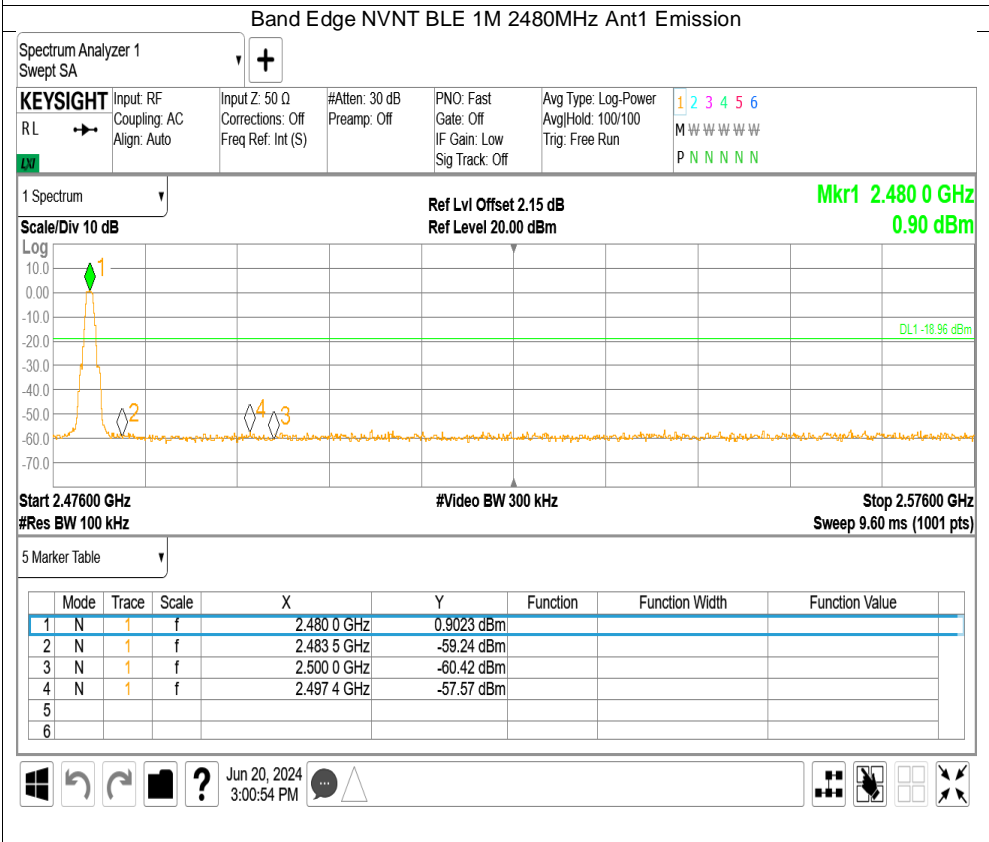 Band Edge NVNT BLE 1M 2480MHz Ant1 Emission
Spectrum Analyzer 1
Swept SA
▼
+
KEYSIGHT
RL
LXI
Input: RF
Coupling: AC
Align: Auto
Input Z: 50 Ω
Corrections: Off
Freq Ref: Int (S)
#Atten: 30 dB
Preamp: Off
PNO: Fast
Gate: Off
IF Gain: Low
Sig Track: Off
Avg Type: Log-Power
Avg|Hold: 100/100
Trig: Free Run
1 2 3 4 5 6
M W W W W W
P N N N N N
1 Spectrum
▼
Scale/Div 10 dB
Ref Lvl Offset 2.15 dB
Ref Level 20.00 dBm
Mkr1 2.480 0 GHz
0.90 dBm
Log
10.0
0.00
-10.0
-20.0
-30.0
-40.0
-50.0
-60.0
-70.0
1
2
4
3
DL1 -18.96 dBm
Start 2.47600 GHz
#Video BW 300 kHz
Stop 2.57600 GHz
#Res BW 100 kHz
Sweep 9.60 ms (1001 pts)
5 Marker Table
▼
Mode Trace Scale X Y Function Function Width Function Value
1 N 1 f 2.480 0 GHz 0.9023 dBm
2 N 1 f 2.483 5 GHz -59.24 dBm
3 N 1 f 2.500 0 GHz -60.42 dBm
4 N 1 f 2.497 4 GHz -57.57 dBm
5
6
?
Jun 20, 2024
3:00:54 PM